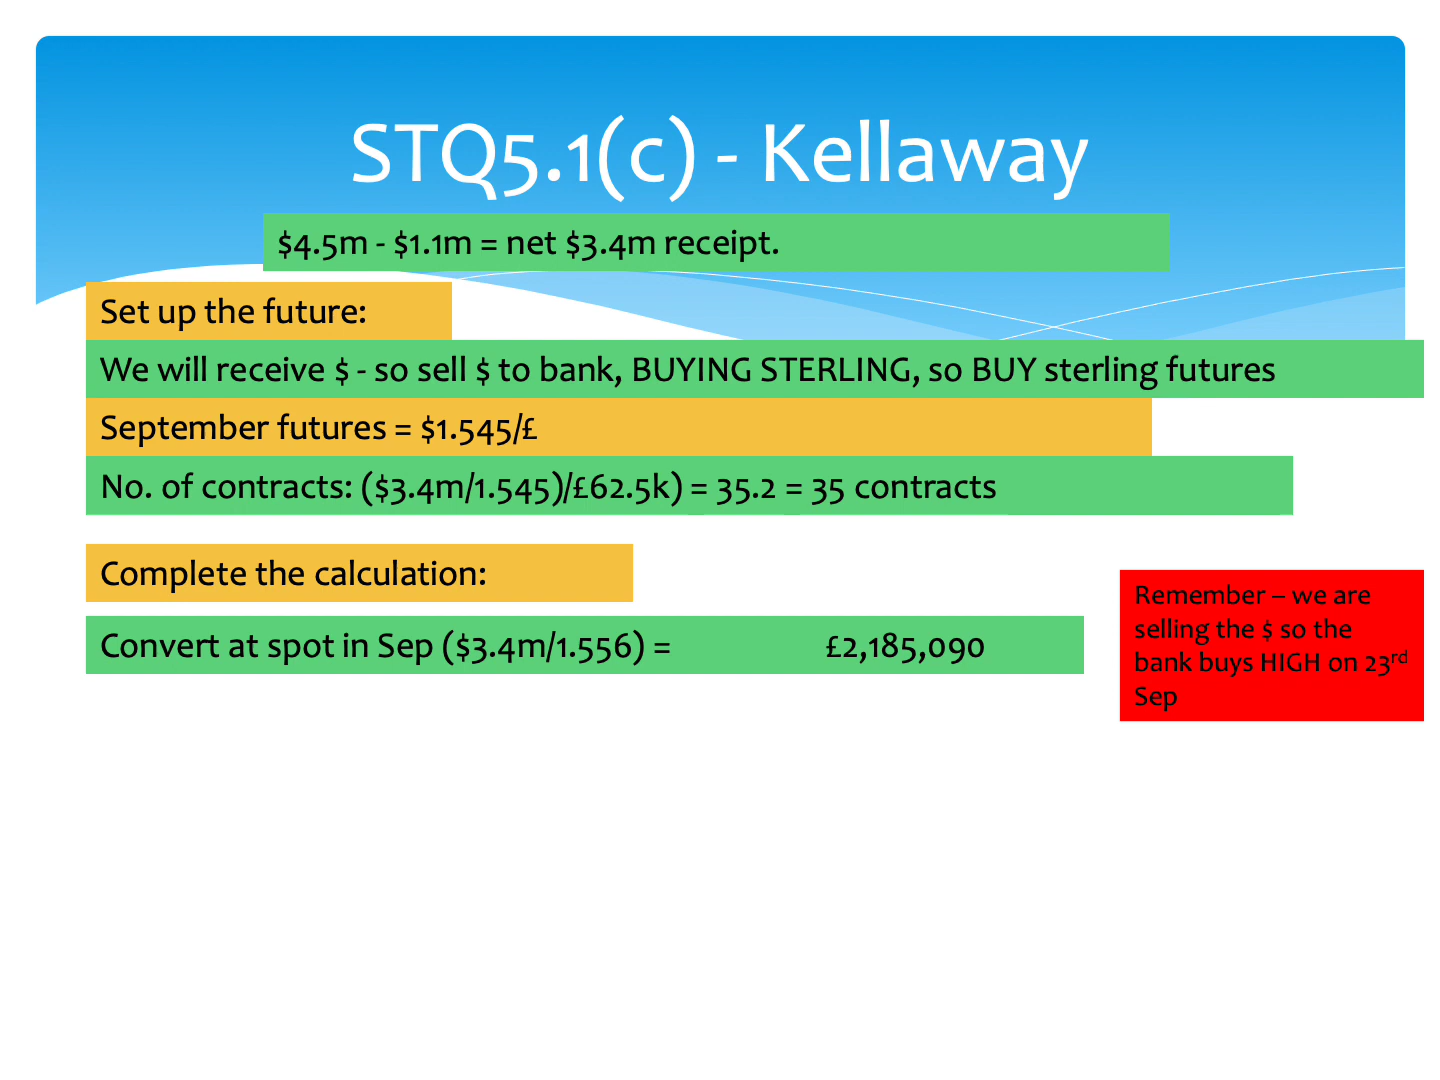 STQ5.1(c) - Kellaway
$4.5m - $1.1m = net $3.4m receipt.
Set up the future:
We will receive $ - so sell $ to bank, BUYING STERLING, so BUY sterling futures
September futures = $1.545/£
No. of contracts: ($3.4m/1.545)/£62.5k) = 35.2 = 35 contracts
Complete the calculation:
Convert at spot in Sep ($3.4m/1.556) = £2,185,090
Remember – we are
selling the $ so the
bank buys HIGH on 23rd
Sep